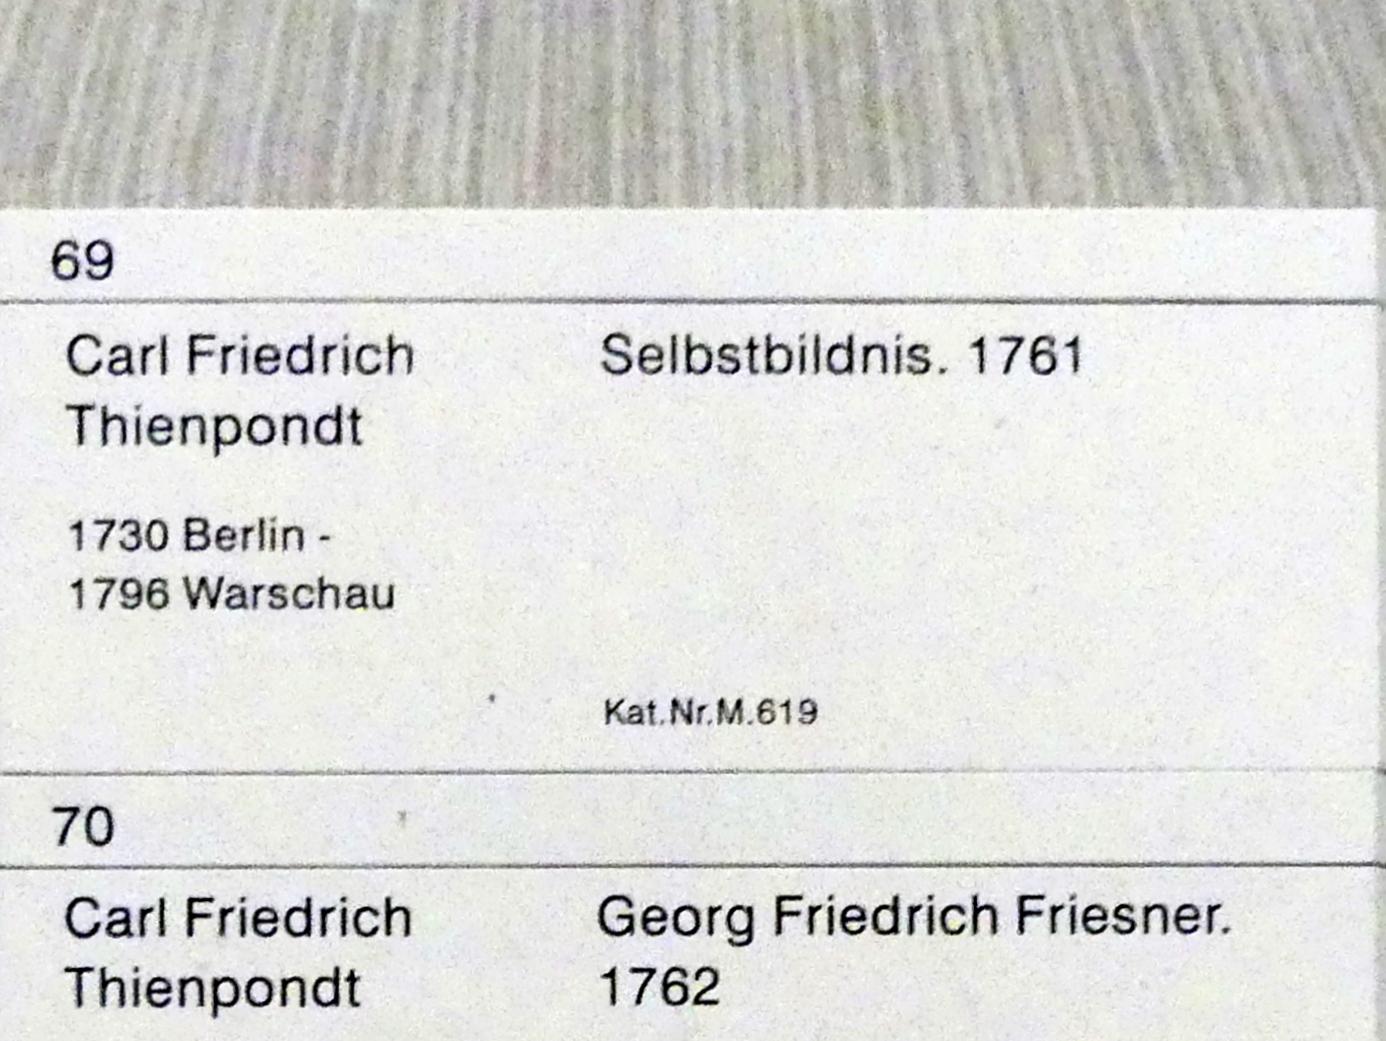 69
Carl Friedrich
Thienpondt
Selbstbildnis. 1761
1730 Berlin -
1796 Warschau
Kat.Nr.M.619
70
Carl Friedrich
Thienpondt
Georg Friedrich Friesner.
1762